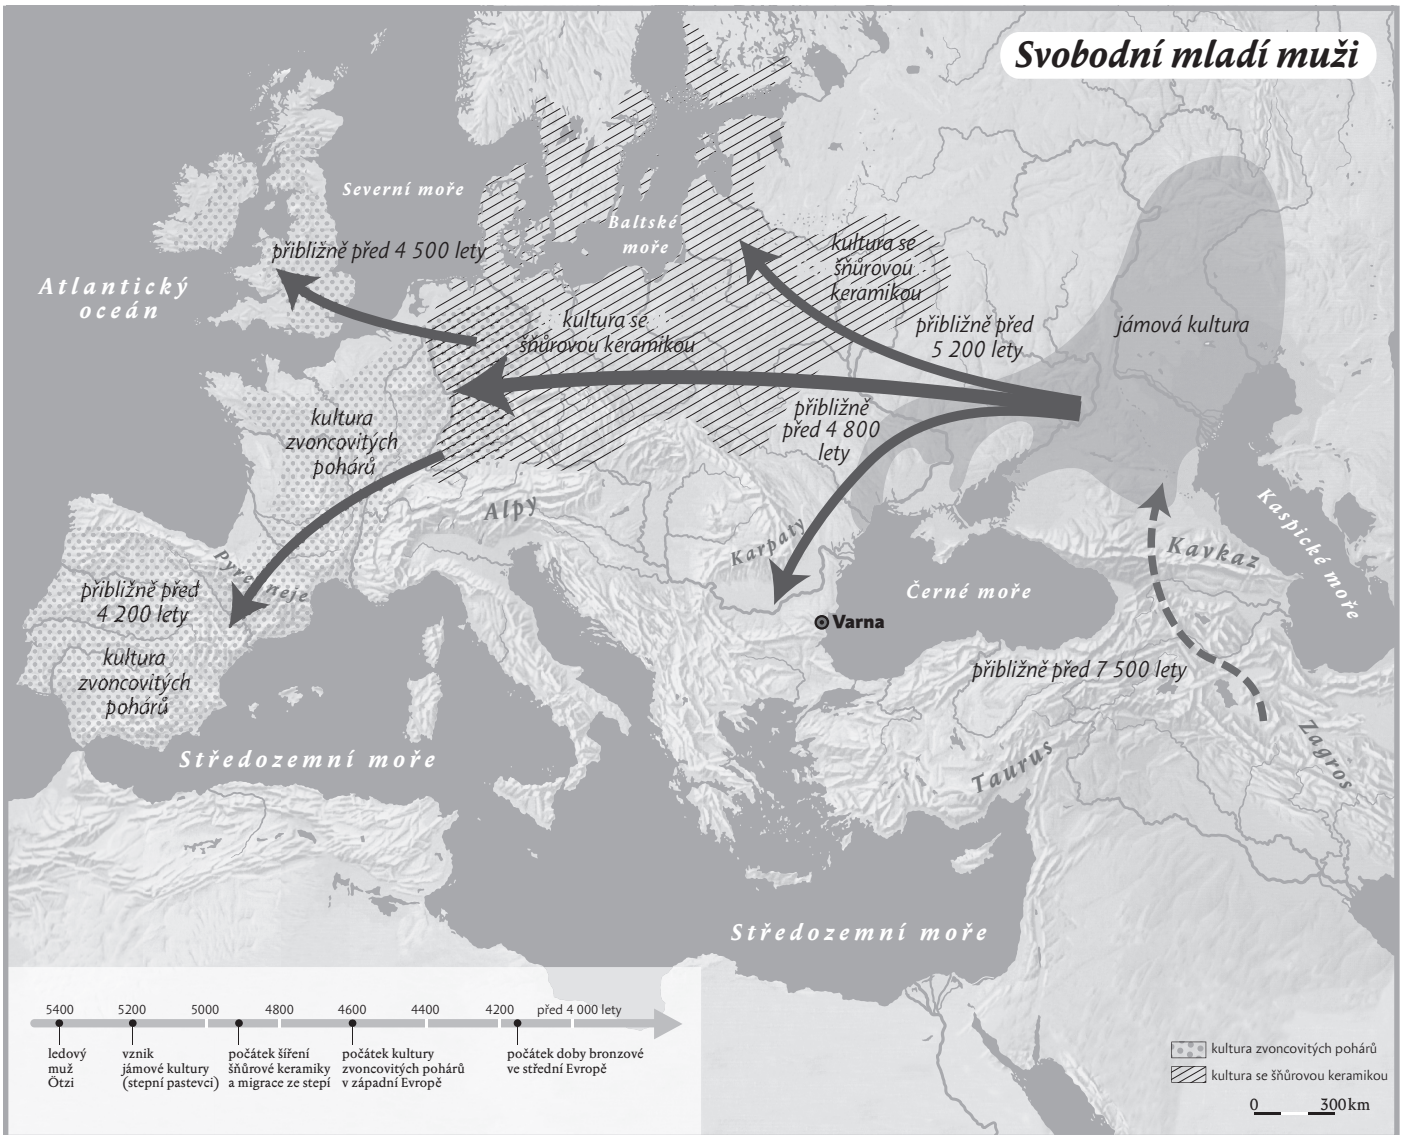 Svobodní mladí muži
Severní moře
Baltské
moře
přibližně před 4 500 lety
Atlantický
oceán
kultura se
šňůrovou
keramikou
kultura se
šňůrovou keramikou
přibližně před
5 200 lety
jámová kultura
kultura
zvoncovitých
pohárů
přibližně
před 4 800
lety
Alpy
Karpaty
Kavkaz
Kaspické moře
Pyreneje
přibližně před
4 200 lety
Černé moře
Varna
kultura
zvoncovitých
pohárů
přibližně před 7 500 lety
Taurus
Zagros
Středozemní moře
Středozemní moře
5400
5200
5000
4800
4600
4400
4200
před 4 000 lety
ledový
muž
Ötzi
vznik
jámové kultury
(stepní pastevci)
počátek šíření
šňůrové keramiky
a migrace ze stepí
počátek kultury
zvoncovitých pohárů
v západní Evropě
počátek doby bronzové
ve střední Evropě
kultura zvoncovitých pohárů
kultura se šňůrovou keramikou
0 300 km